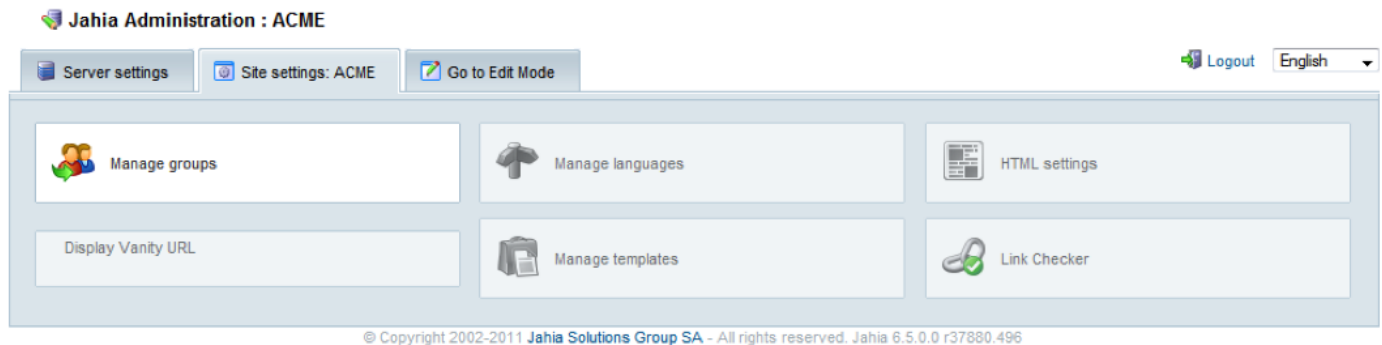 Jahia Administration : ACME
Server settings
Site settings: ACME
Go to Edit Mode
Logout
English
Manage groups
Manage languages
HTML settings
Display Vanity URL
Manage templates
Link Checker
© Copyright 2002-2011 Jahia Solutions Group SA - All rights reserved. Jahia 6.5.0.0 r37880.496